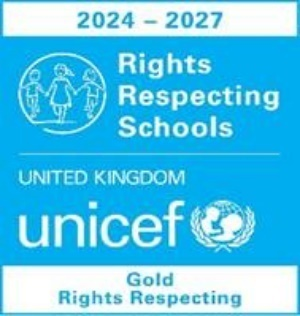 2024 – 2027
Rights
Respecting
Schools
UNITED KINGDOM
unicef
Gold
Rights Respecting